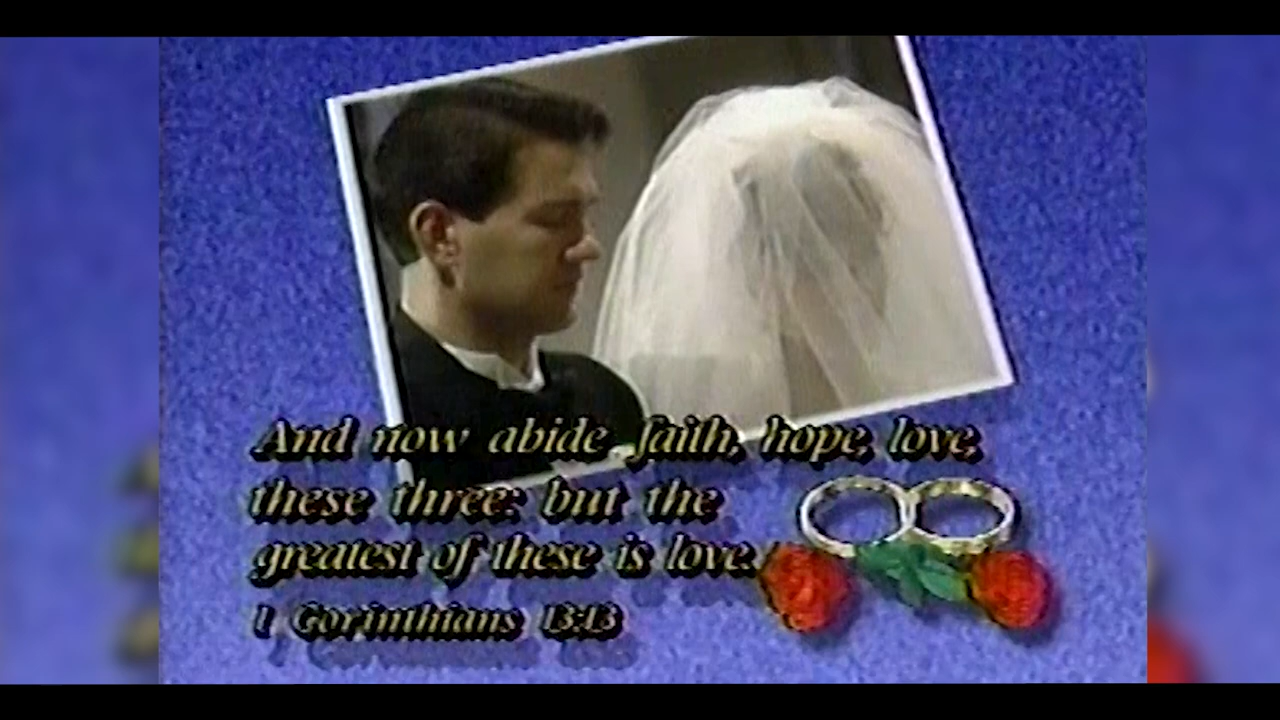 And now abide faith, hope, love,
these three: but the
greatest of these is love.
1 Corinthians 13:13